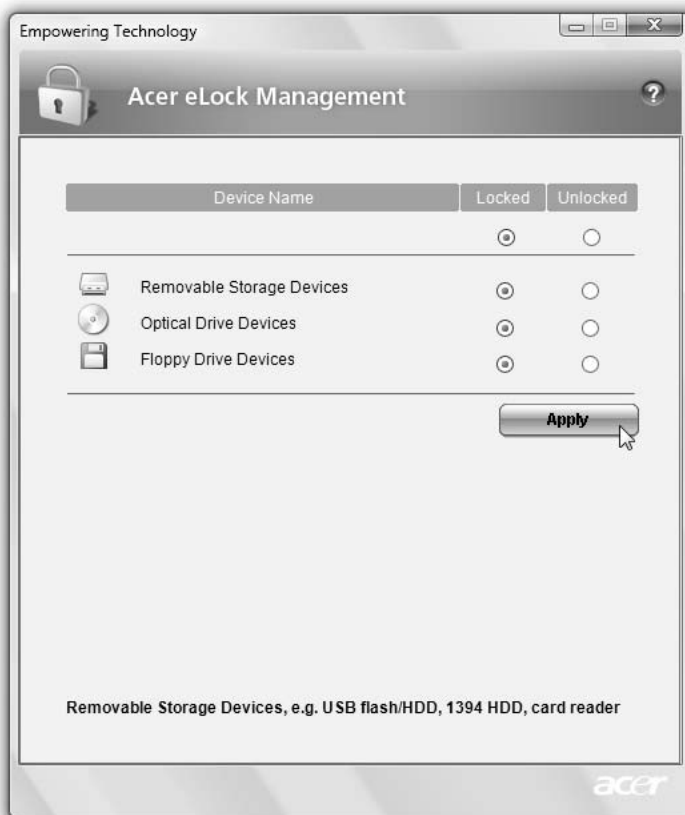 Empowering Technology
Acer eLock Management
?
Device Name Locked Unlocked
Removable Storage Devices
Optical Drive Devices
Floppy Drive Devices
Apply
Removable Storage Devices, e.g. USB flash/HDD, 1394 HDD, card reader
acer